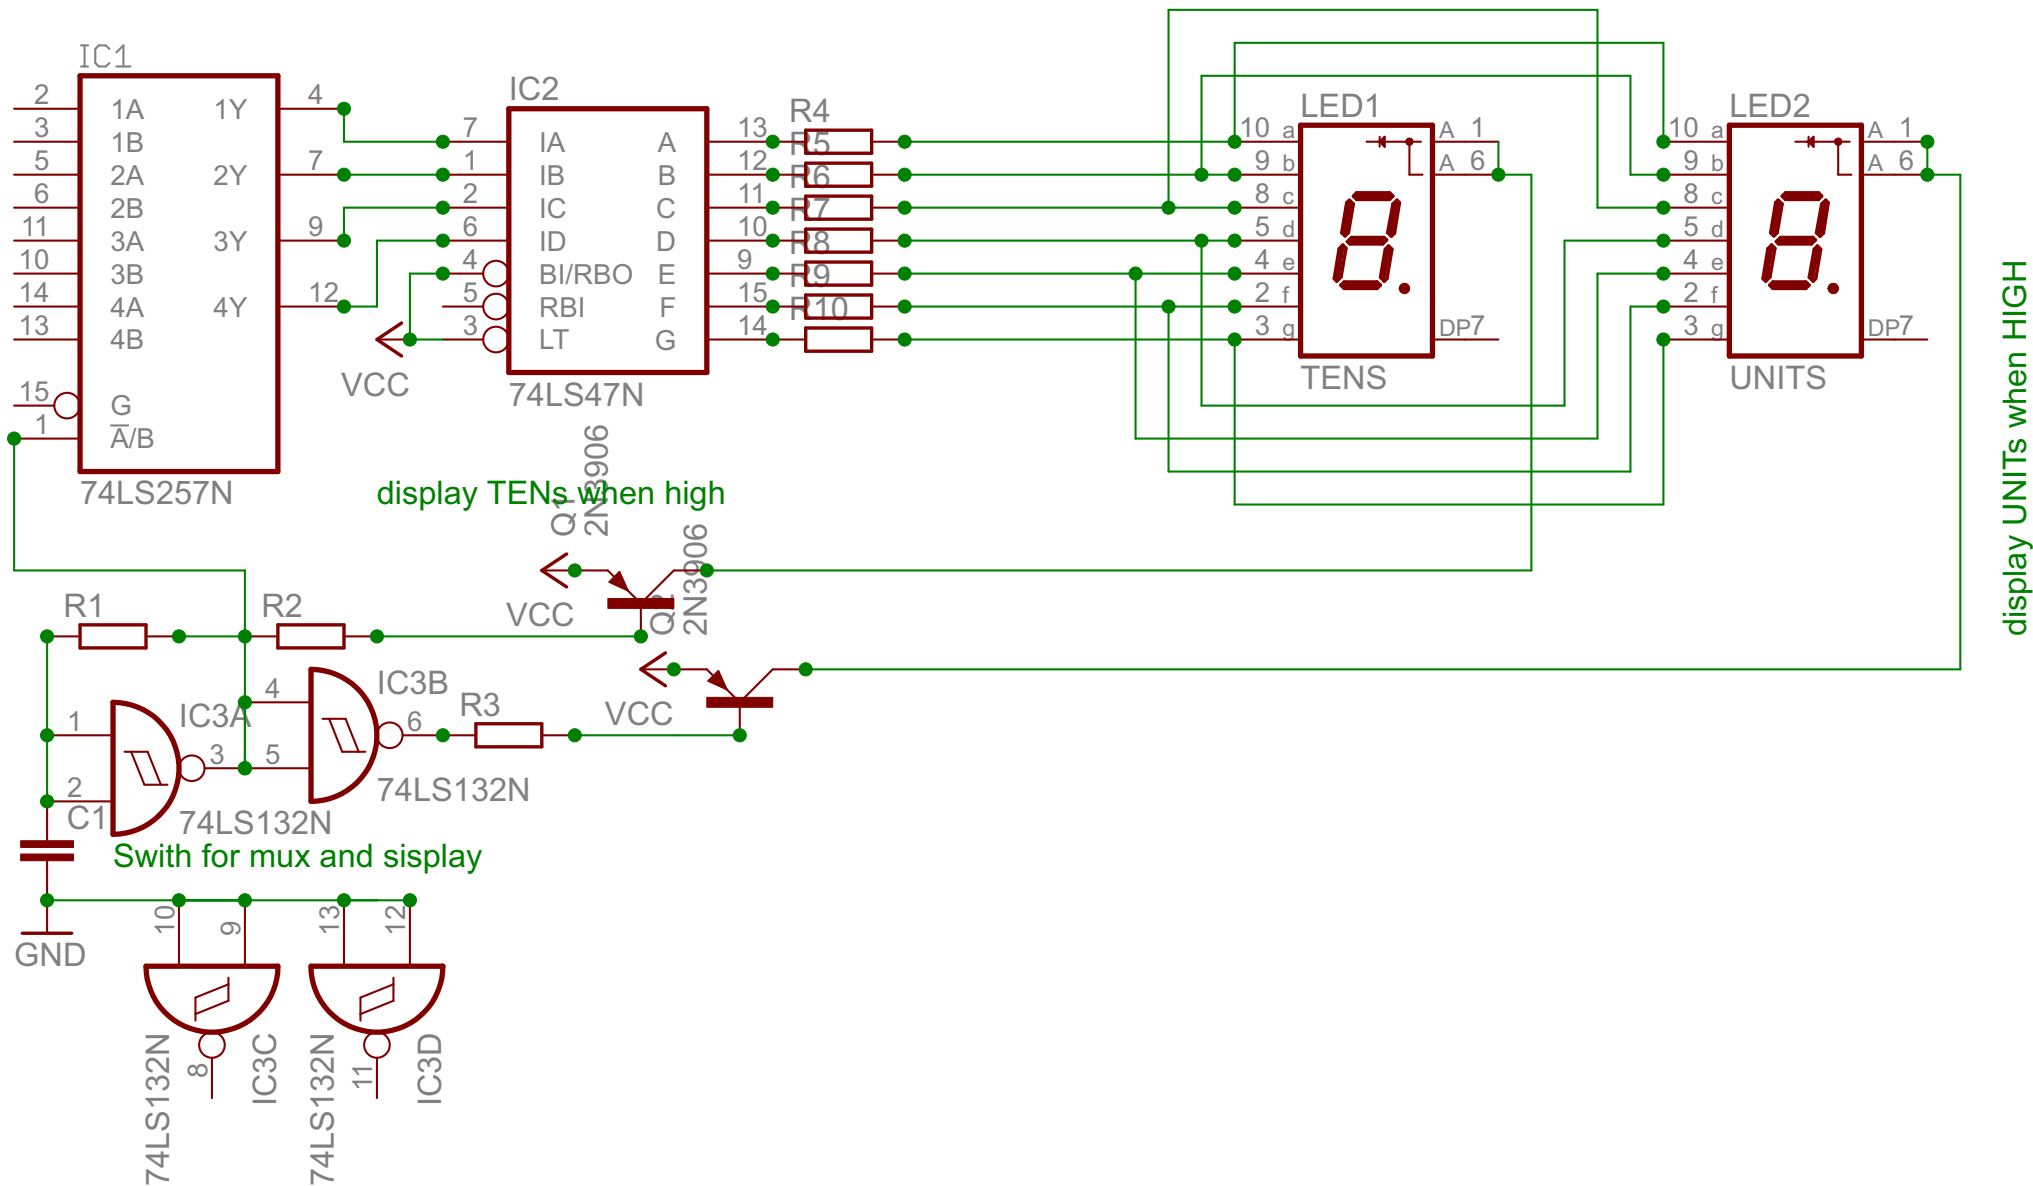 IC1
2 1A 1Y 4
3 1B
5 2A 2Y 7
6 2B
11 3A 3Y 9
10 3B
14 4A 4Y 12
13 4B
15 G
1 A/B
74LS257N
IC2
7 IA A 13
1 IB B 12
2 IC C 11
6 ID D 10
4 BI/RBO E 9
5 RBI F 15
3 LT G 14
74LS47N
VCC
R4
R5
R6
R7
R8
R9
R10
LED1
10 a A 1
9 b A 6
8 c
5 d
4 e
2 f
3 g DP 7
TENS
LED2
10 a A 1
9 b A 6
8 c
5 d
4 e
2 f
3 g DP 7
UNITS
display UNITs when HIGH
display TENs when high
Q1
2N3906
VCC
Q2
2N3906
VCC
R1
R2
IC3A
1
2
3
74LS132N
IC3B
4
5
6
74LS132N
R3
C1
Swith for mux and sisplay
GND
10
9
8
74LS132N
IC3C
13
12
11
74LS132N
IC3D